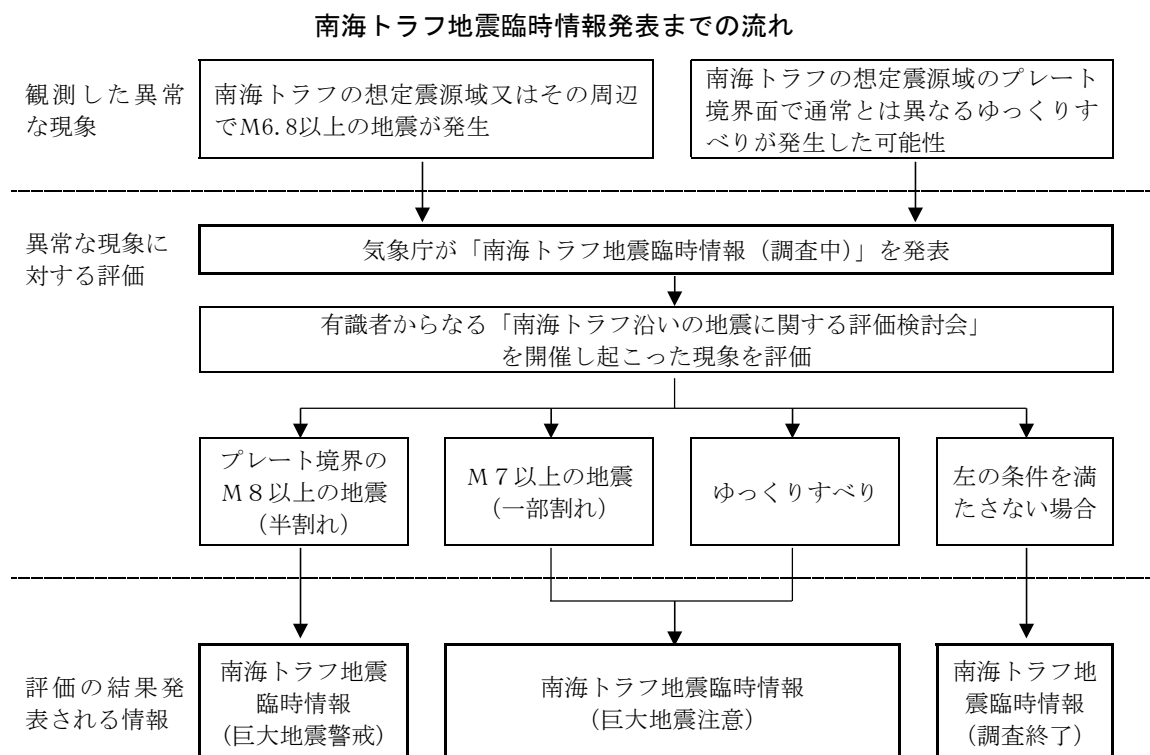 南海トラフ地震臨時情報発表までの流れ
観測した異常
な現象
南海トラフの想定震源域又はその周辺
でM6.8以上の地震が発生
南海トラフの想定震源域のプレート
境界面で通常とは異なるゆっくりす
べりが発生した可能性
異常な現象に
対する評価
気象庁が「南海トラフ地震臨時情報（調査中）」を発表
有識者からなる「南海トラフ沿いの地震に関する評価検討会」
を開催し起こった現象を評価
プレート境界の
Ｍ８以上の地震
（半割れ）
Ｍ７以上の地震
（一部割れ）
ゆっくりすべり
左の条件を満
たさない場合
評価の結果発
表される情報
南海トラフ地震
臨時情報
（巨大地震警戒）
南海トラフ地震臨時情報
（巨大地震注意）
南海トラフ地
震臨時情報
（調査終了）